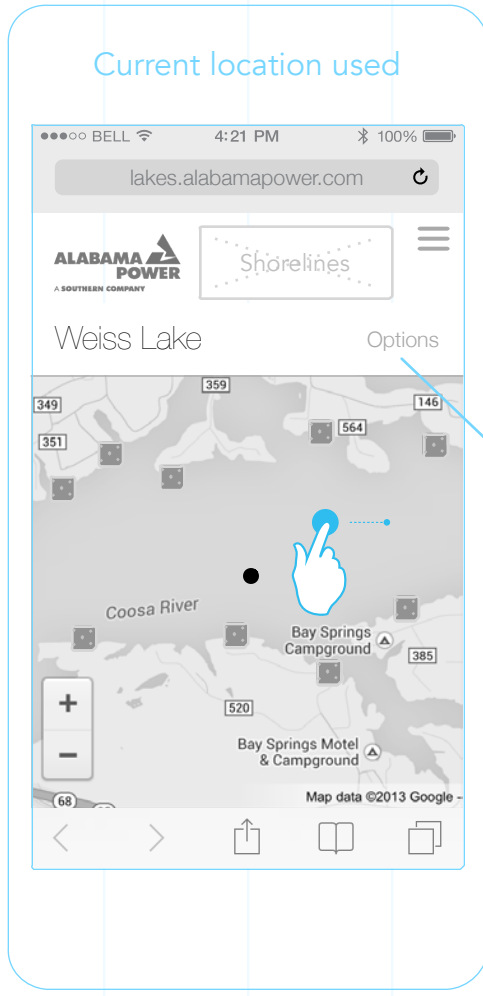 Current location used
BELL 4:21 PM 100%
lakes.alabamapower.com
ALABAMA
POWER
A SOUTHERN COMPANY
Shorelines
Weiss Lake
Options
359
349
146
564
351
Coosa River
Bay Springs
Campground
385
+
520
−
Bay Springs Motel
& Campground
68
Map data ©2013 Google -